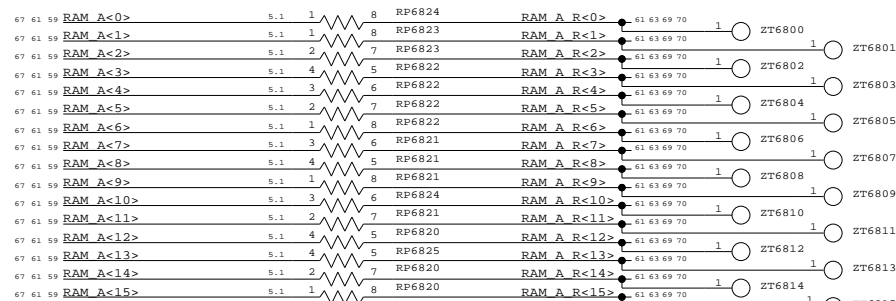 67 61 59 RAM_A<0> 5.1 1 8 RP6824 RAM_A_R<0> 61 63 69 70 1 ZT6800
67 61 59 RAM_A<1> 5.1 1 8 RP6823 RAM_A_R<1> 61 63 69 70 1 ZT6801
67 61 59 RAM_A<2> 5.1 2 7 RP6823 RAM_A_R<2> 61 63 69 70 1 ZT6802
67 61 59 RAM_A<3> 5.1 4 5 RP6822 RAM_A_R<3> 61 63 69 70 1 ZT6803
67 61 59 RAM_A<4> 5.1 3 6 RP6822 RAM_A_R<4> 61 63 69 70 1 ZT6804
67 61 59 RAM_A<5> 5.1 2 7 RP6822 RAM_A_R<5> 61 63 69 70 1 ZT6805
67 61 59 RAM_A<6> 5.1 1 8 RP6822 RAM_A_R<6> 61 63 69 70 1 ZT6806
67 61 59 RAM_A<7> 5.1 3 6 RP6821 RAM_A_R<7> 61 63 69 70 1 ZT6807
67 61 59 RAM_A<8> 5.1 4 5 RP6821 RAM_A_R<8> 61 63 69 70 1 ZT6808
67 61 59 RAM_A<9> 5.1 1 8 RP6821 RAM_A_R<9> 61 63 69 70 1 ZT6809
67 61 59 RAM_A<10> 5.1 3 6 RP6824 RAM_A_R<10> 61 63 69 70 1 ZT6810
67 61 59 RAM_A<11> 5.1 2 7 RP6821 RAM_A_R<11> 61 63 69 70 1 ZT6811
67 61 59 RAM_A<12> 5.1 4 5 RP6820 RAM_A_R<12> 61 63 69 70 1 ZT6812
67 61 59 RAM_A<13> 5.1 4 5 RP6825 RAM_A_R<13> 61 63 69 70 1 ZT6813
67 61 59 RAM_A<14> 5.1 2 7 RP6820 RAM_A_R<14> 61 63 69 70 1 ZT6814
67 61 59 RAM_A<15> 5.1 1 8 RP6820 RAM_A_R<15> 61 63 69 70 1